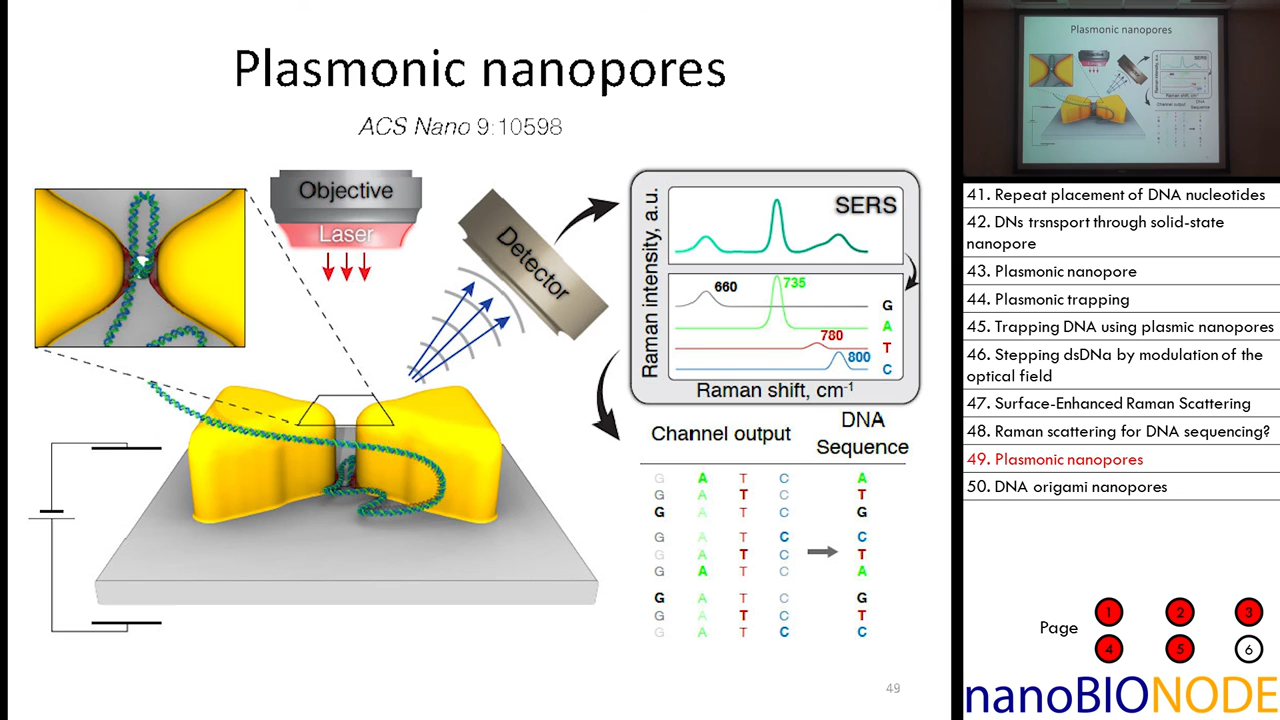 Plasmonic nanopores
ACS Nano 9:10598
Objective
Laser
Detector
SERS
Raman intensity, a.u.
660
735
780
800
G
A
T
C
Raman shift, cm-1
Channel output
DNA
Sequence
G A T C A
G A T C T
G A T C G
G A T C C
G A T C T
G A T C A
G A T C G
G A T C T
G A T C C
49
Plasmonic nanopores
SERS
41. Repeat placement of DNA nucleotides
42. DNs trsnsport through solid-state
nanopore
43. Plasmonic nanopore
44. Plasmonic trapping
45. Trapping DNA using plasmic nanopores
46. Stepping dsDNa by modulation of the
optical field
47. Surface-Enhanced Raman Scattering
48. Raman scattering for DNA sequencing?
49. Plasmonic nanopores
50. DNA origami nanopores
Page
1 2 3
4 5 6
nanoBIONODE